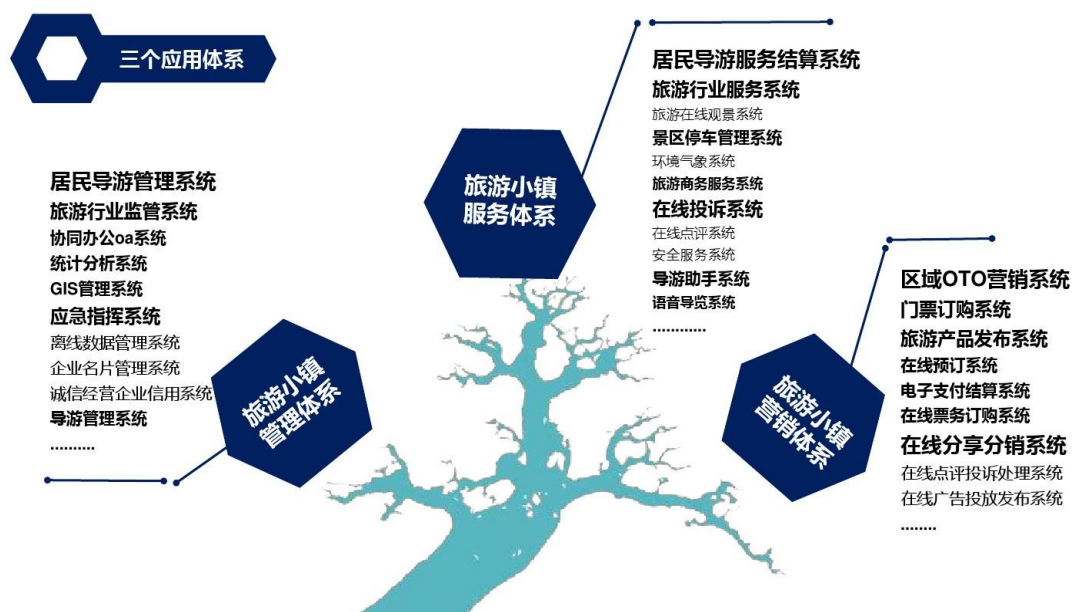 三个应用体系
居民导游管理系统
旅游行业监管系统
协同办公oa系统
统计分析系统
GIS管理系统
应急指挥系统
离线数据管理系统
企业名片管理系统
诚信经营企业信用系统
导游管理系统
..........
旅游小镇
管理体系
旅游小镇
服务体系
居民导游服务结算系统
旅游行业服务系统
旅游在线观景系统
景区停车管理系统
环境气象系统
旅游商务服务系统
在线投诉系统
在线点评系统
安全服务系统
导游助手系统
语音导览系统
............
旅游小镇
营销体系
区域OTO营销系统
门票订购系统
旅游产品发布系统
在线预订系统
电子支付结算系统
在线票务订购系统
在线分享分销系统
在线点评投诉处理系统
在线广告投放发布系统
........